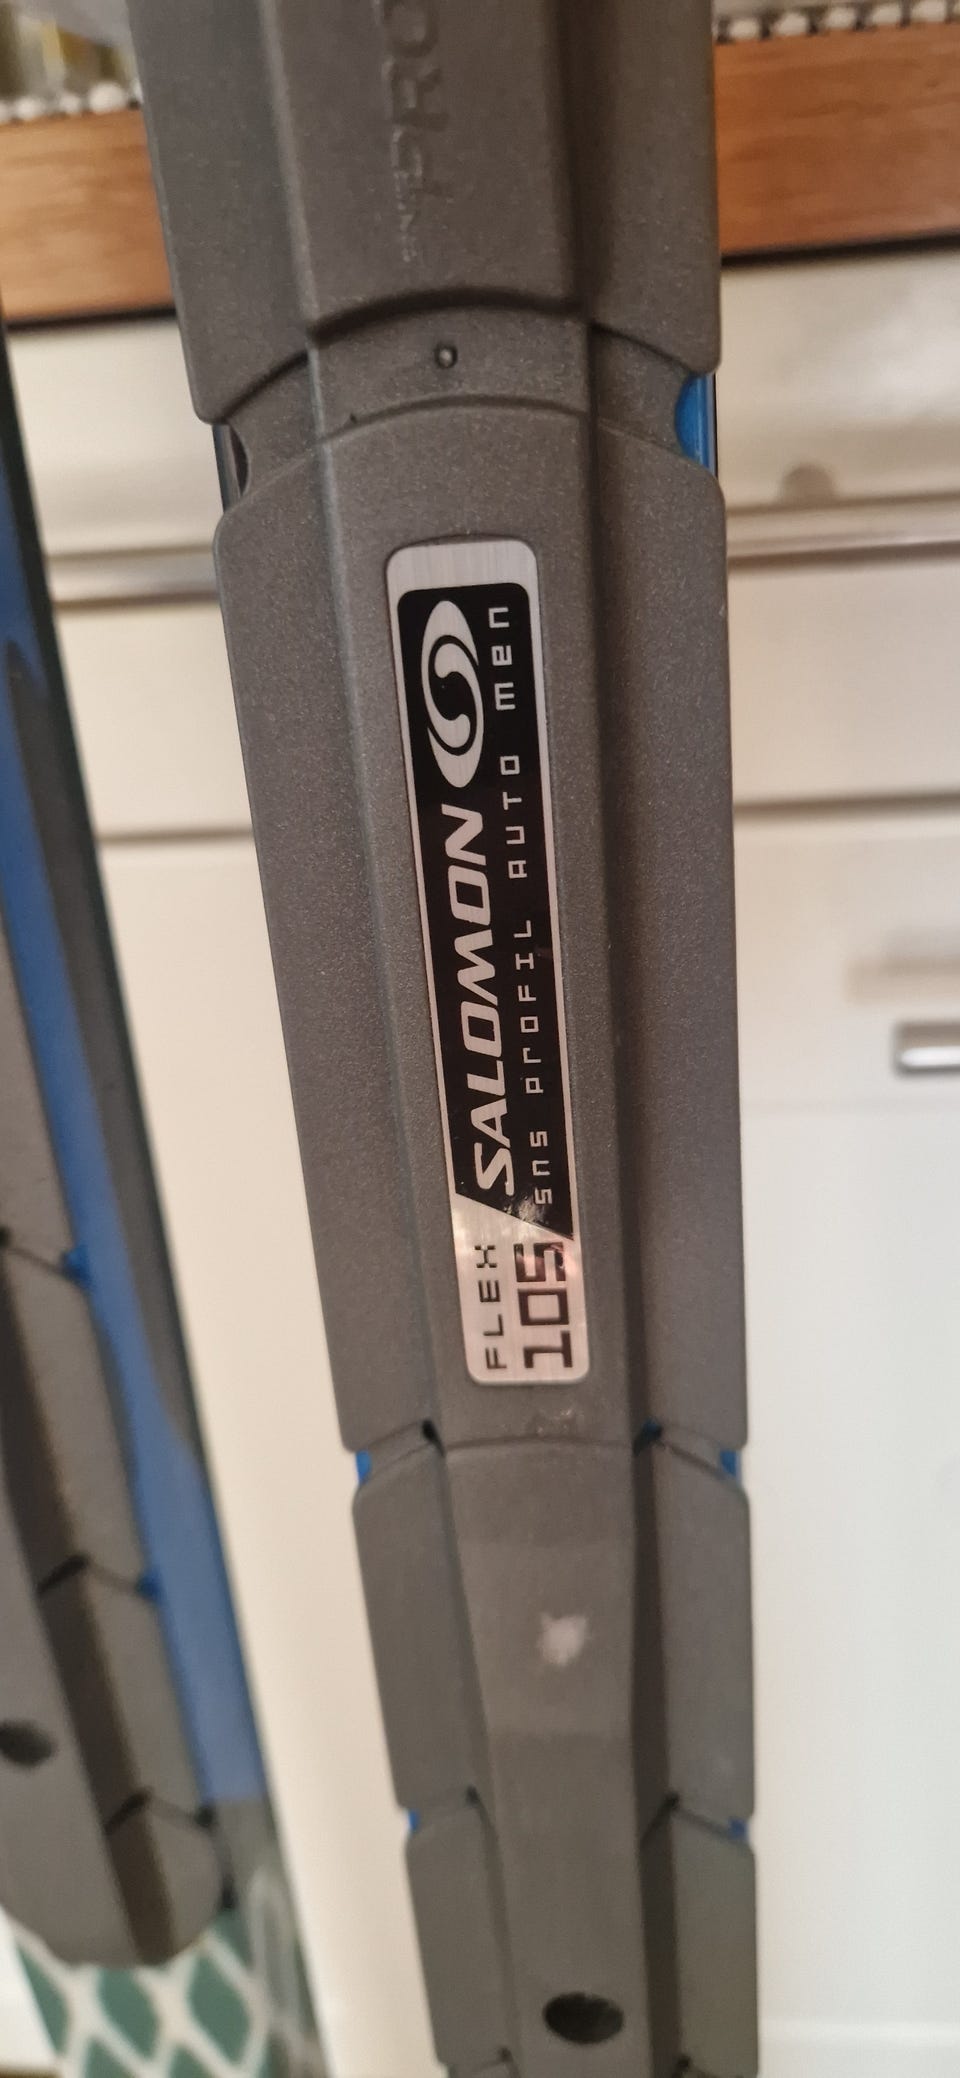 SALOMON
sns profil auto men
FLEX
105